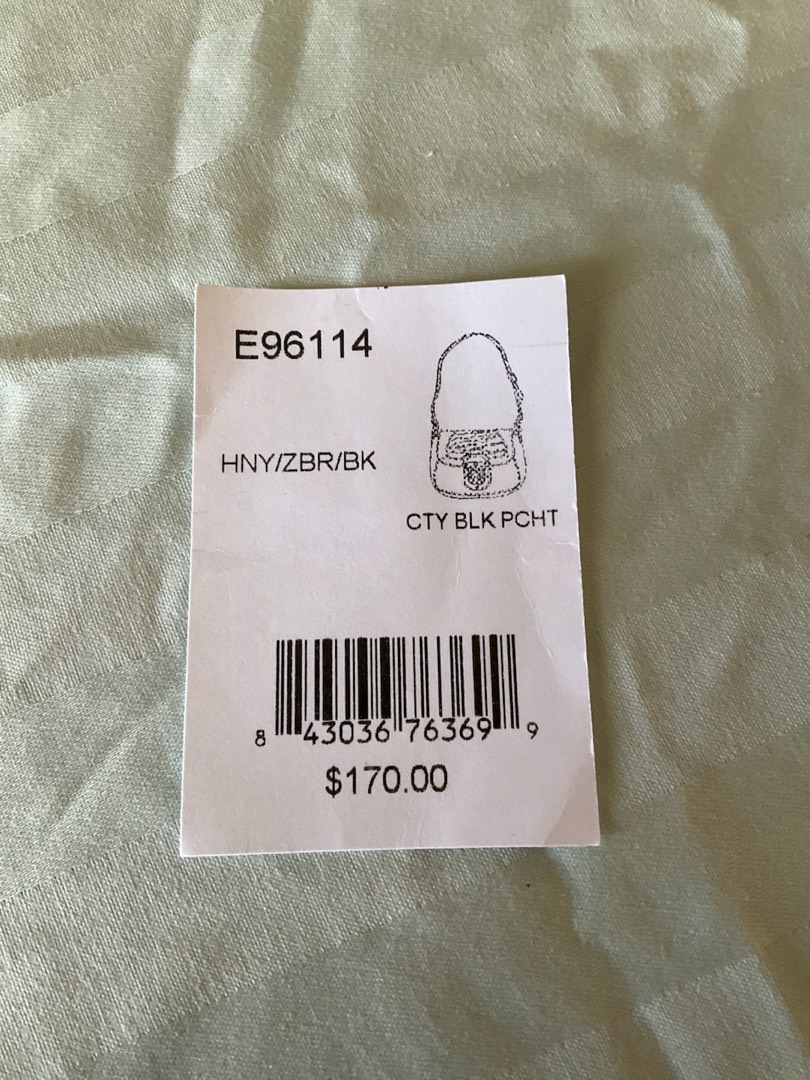 E96114
HNY/ZBR/BK
CTY BLK PCHT
8 43036 76369 9
$170.00